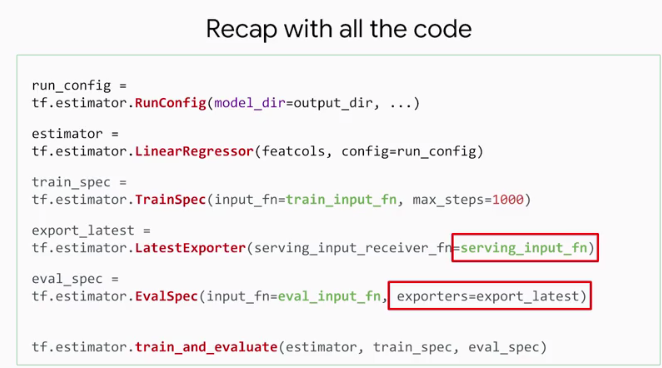 Recap with all the code
run_config =
tf.estimator.RunConfig(model_dir=output_dir, ...)
estimator =
tf.estimator.LinearRegressor(featcols, config=run_config)
train_spec =
tf.estimator.TrainSpec(input_fn=train_input_fn, max_steps=1000)
export_latest =
tf.estimator.LatestExporter(serving_input_receiver_fn=serving_input_fn)
eval_spec =
tf.estimator.EvalSpec(input_fn=eval_input_fn, exporters=export_latest)
tf.estimator.train_and_evaluate(estimator, train_spec, eval_spec)